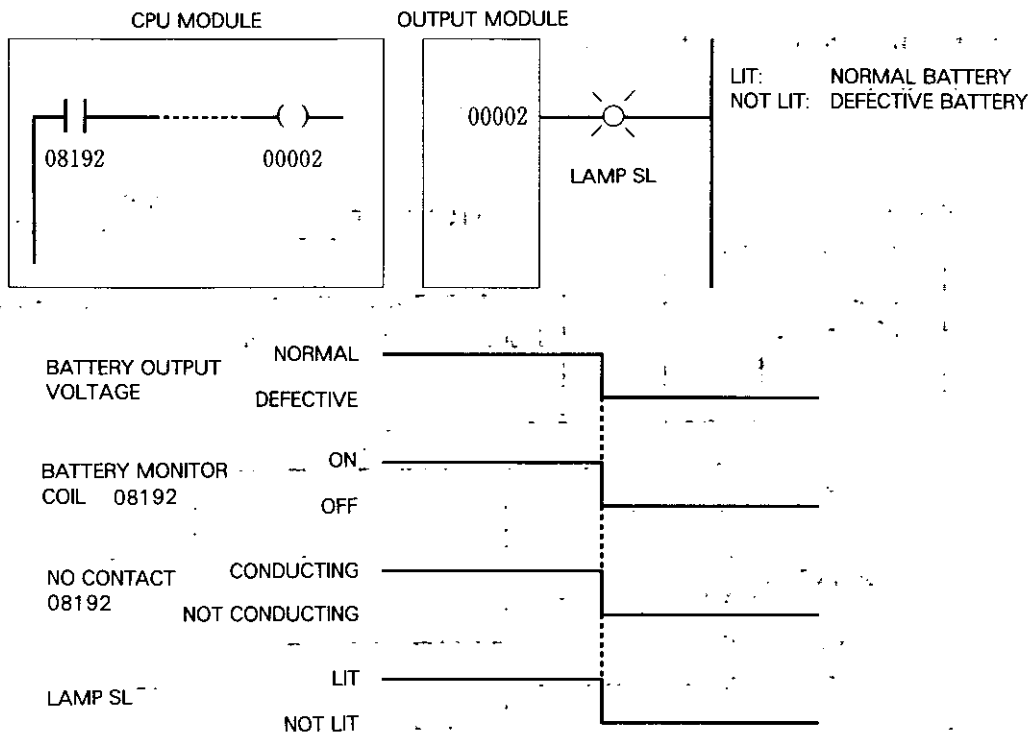 CPU MODULE
OUTPUT MODULE
08192
00002
00002
LAMP SL
LIT: NORMAL BATTERY
NOT LIT: DEFECTIVE BATTERY
BATTERY OUTPUT
VOLTAGE
NORMAL
DEFECTIVE
BATTERY MONITOR
COIL 08192
ON
OFF
NO CONTACT
08192
CONDUCTING
NOT CONDUCTING
LAMP SL
LIT
NOT LIT